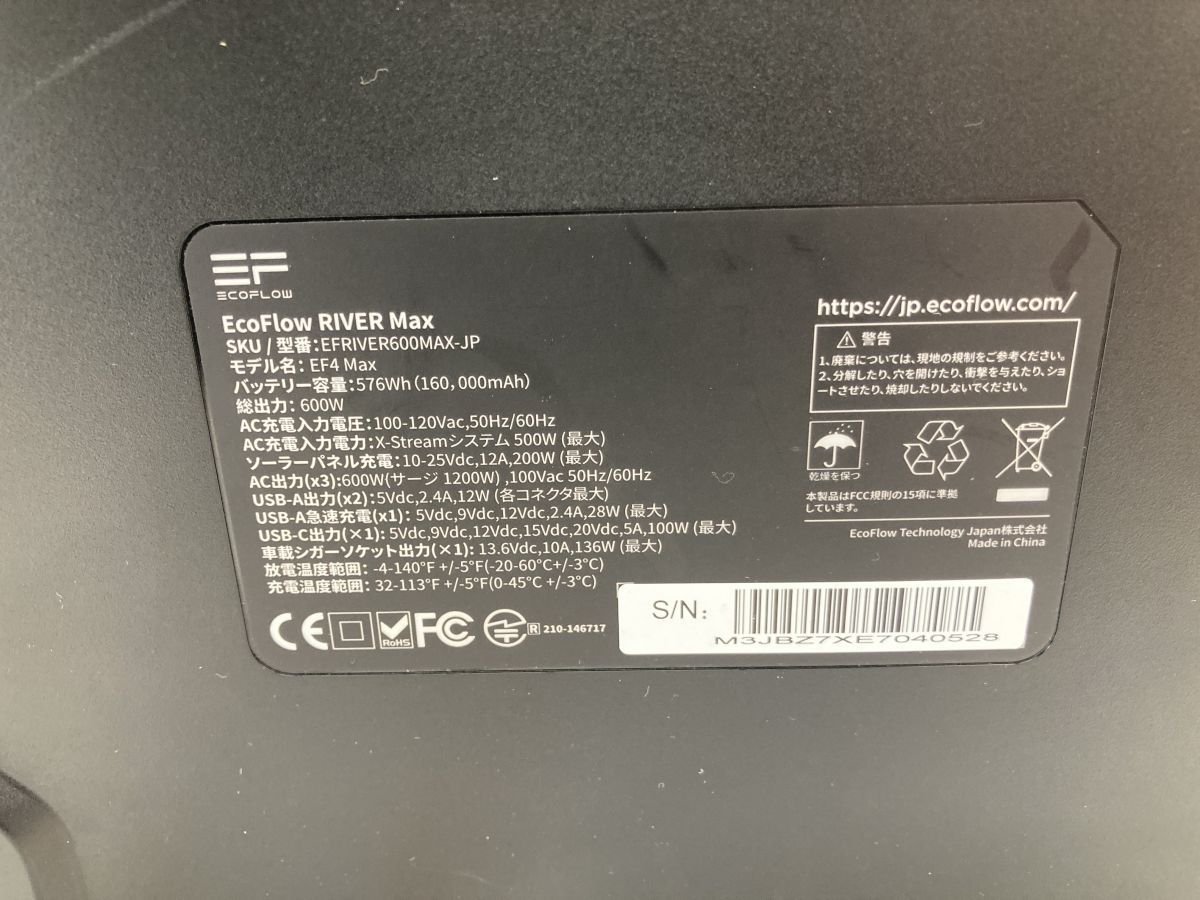 EF
ECOFLOW
EcoFlow RIVER Max
SKU / 型番:EFRIVER600MAX-JP
モデル名: EF4 Max
バッテリー容量:576Wh (160,000mAh)
総出力: 600W
AC充電入力電圧:100-120Vac,50Hz/60Hz
AC充電入力電力:X-Streamシステム 500W (最大)
ソーラーパネル充電: 10-25Vdc,12A,200W (最大)
AC出力(x3):600W(サージ 1200W) ,100Vac 50Hz/60Hz
USB-A出力(x2): 5Vdc,2.4A,12W (各コネクタ最大)
USB-A急速充電(x1): 5Vdc,9Vdc,12Vdc,2.4A,28W (最大)
USB-C出力(×1): 5Vdc,9Vdc,12Vdc,15Vdc,20Vdc,5A,100W (最大)
車載シガーソケット出力(×1): 13.6Vdc,10A,136W (最大)
放電温度範囲: -4-140°F +/-5°F(-20-60°C+/-3°C)
充電温度範囲: 32-113°F +/-5°F(0-45°C +/-3°C)
CE RoHS FC R 210-146717
https://jp.ecoflow.com/
警告
1、廃棄については、現地の規制をご参考ください。
2、分解したり、穴を開けたり、衝撃を与えたり、ショ
ートさせたり、焼却したりしないでください。
乾燥を保つ
本製品はFCC規則の15項に準拠
しています。
EcoFlow Technology Japan株式会社
Made in China
S/N:
M3JBZ7XE7040528